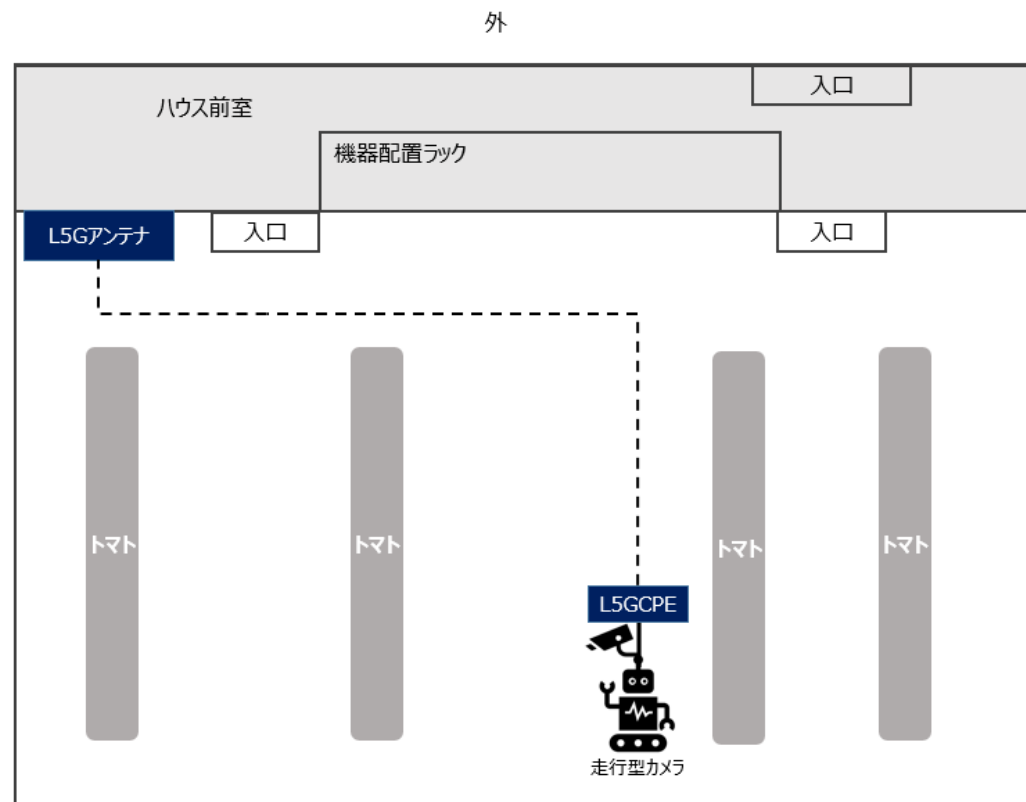 外
入口
ハウス前室
機器配置ラック
L5Gアンテナ
入口
入口
トマト
トマト
トマト
トマト
L5GCPE
走行型カメラ